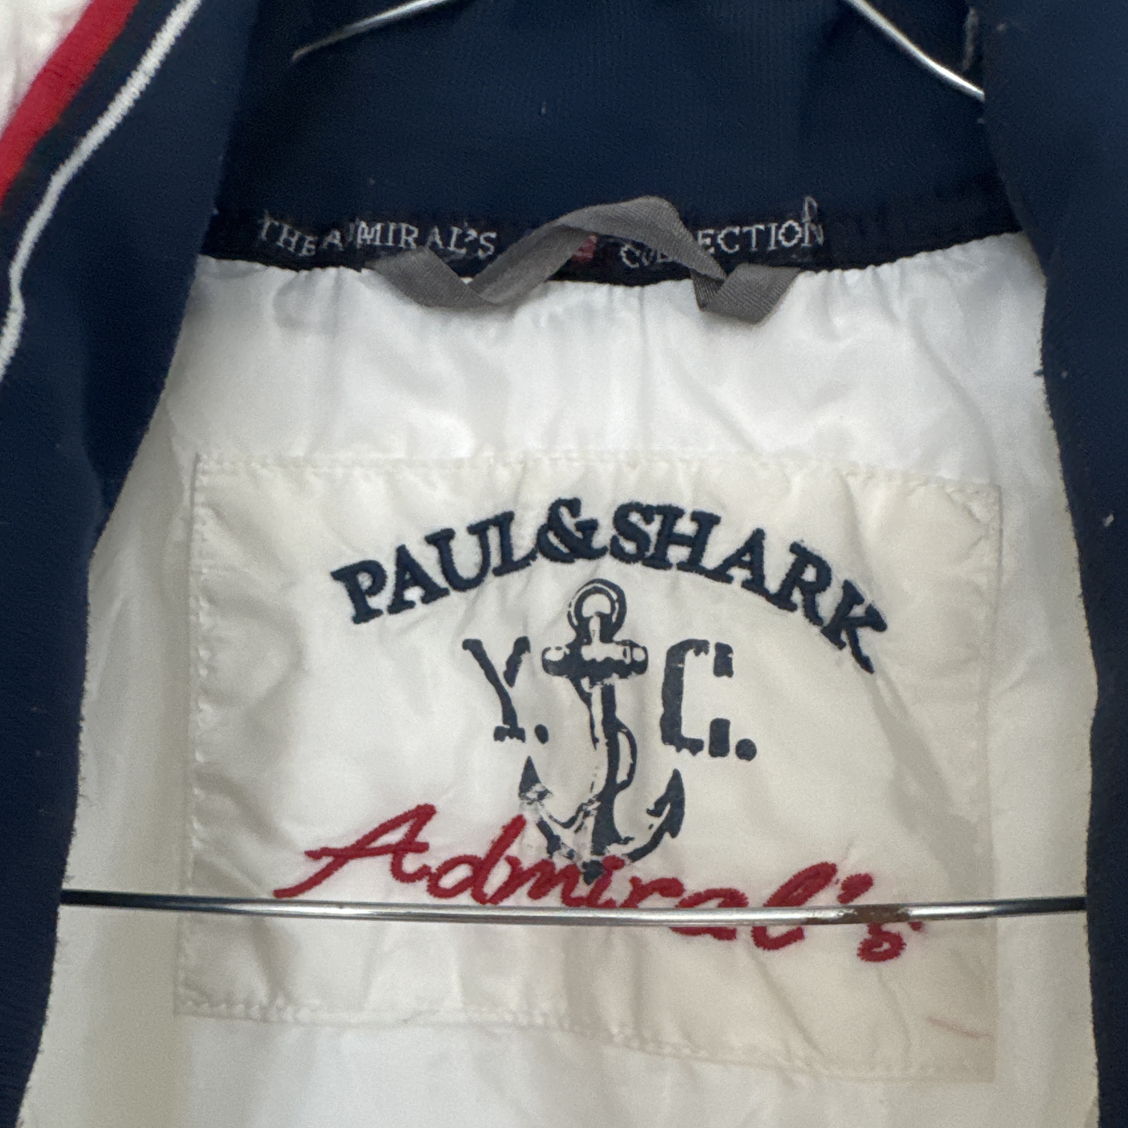 THE ADMIRAL'S COLLECTION
PAUL&SHARK
Y. C.
Admiral's